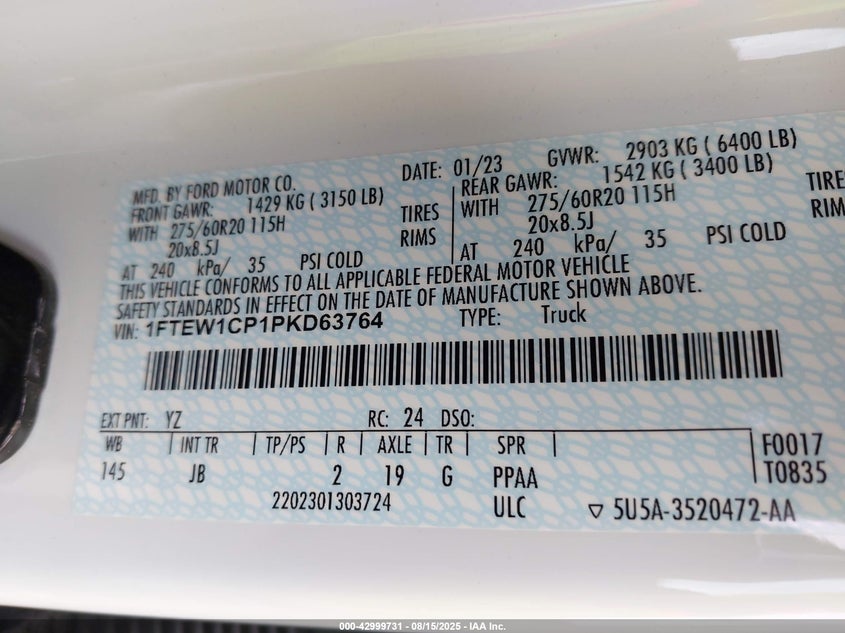 MFD. BY FORD MOTOR CO.
DATE: 01/23 GVWR: 2903 KG ( 6400 LB)
FRONT GAWR: 1429 KG ( 3150 LB)
REAR GAWR: 1542 KG ( 3400 LB)
WITH 275/60R20 115H TIRES
WITH 275/60R20 115H TIRE
20x8.5J RIMS
20x8.5J RIM
AT 240 kPa/ 35 PSI COLD
AT 240 kPa/ 35 PSI COLD
THIS VEHICLE CONFORMS TO ALL APPLICABLE FEDERAL MOTOR VEHICLE
SAFETY STANDARDS IN EFFECT ON THE DATE OF MANUFACTURE SHOWN ABOVE.
VIN: 1FTEW1CP1PKD63764 TYPE: Truck
EXT PNT: YZ RC: 24 DSO:
WB INT TR TP/PS R AXLE TR SPR F0017
145 JB 2 19 G PPAA T0835
2202301303724 ULC ▽ 5U5A-3520472-AA
000-42999731 - 08/15/2025 - IAA Inc.